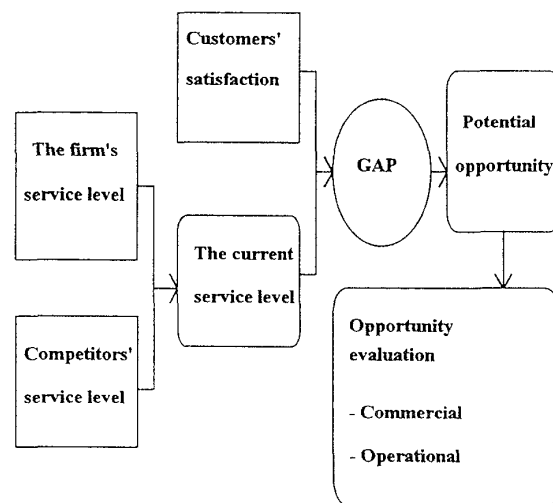 Customers'
satisfaction
The firm's
service level
GAP
Potential
opportunity
The current
service level
Competitors'
service level
Opportunity
evaluation
- Commercial
- Operational